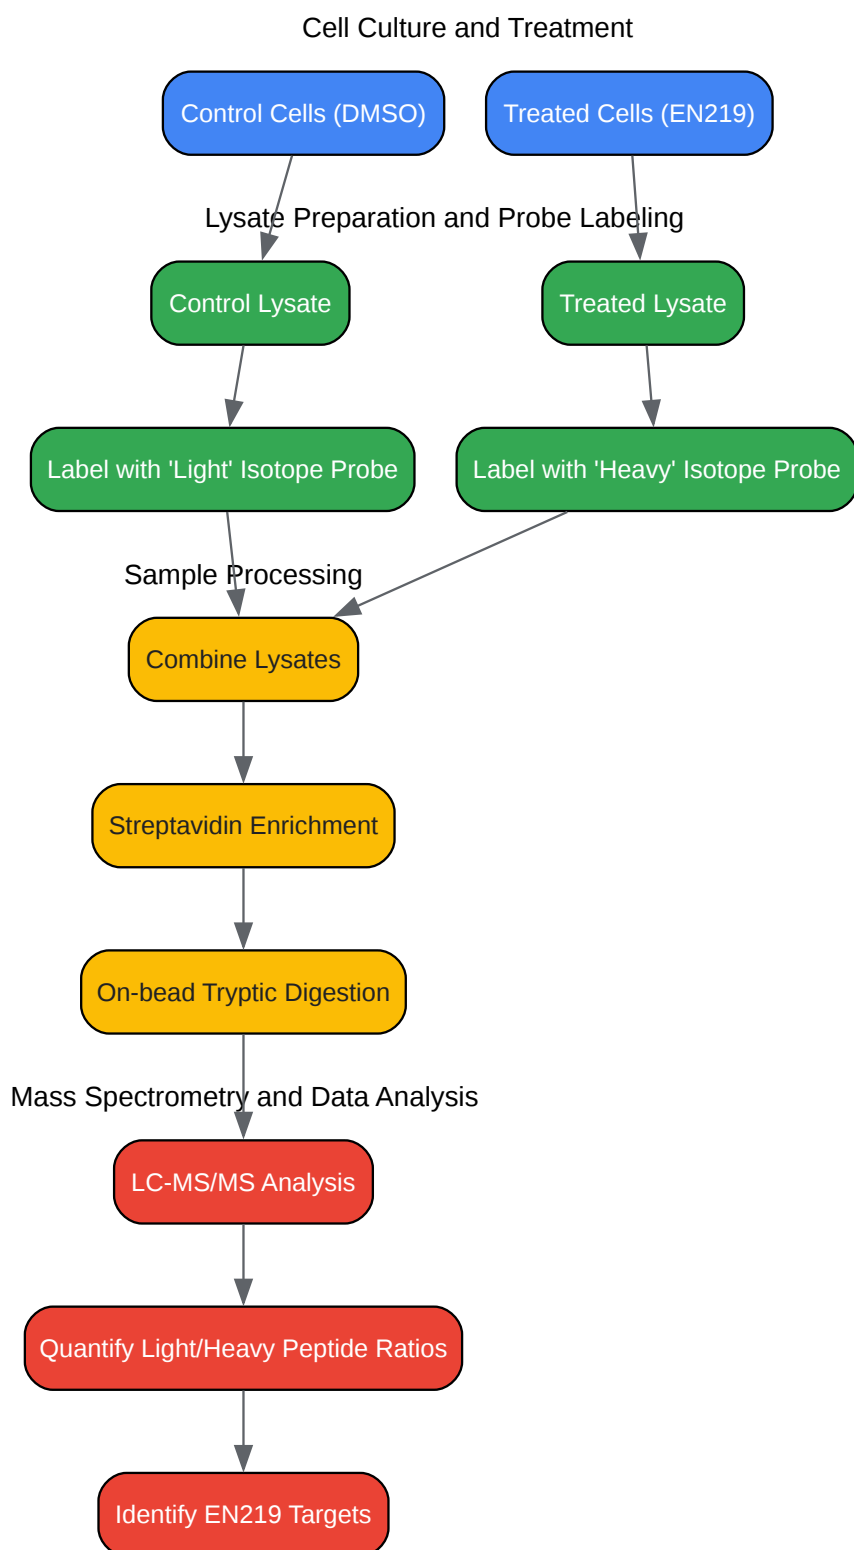 Cell Culture and Treatment
Control Cells (DMSO)
Treated Cells (EN219)
Lysate Preparation and Probe Labeling
Control Lysate
Treated Lysate
Label with 'Light' Isotope Probe
Label with 'Heavy' Isotope Probe
Sample Processing
Combine Lysates
Streptavidin Enrichment
On-bead Tryptic Digestion
Mass Spectrometry and Data Analysis
LC-MS/MS Analysis
Quantify Light/Heavy Peptide Ratios
Identify EN219 Targets